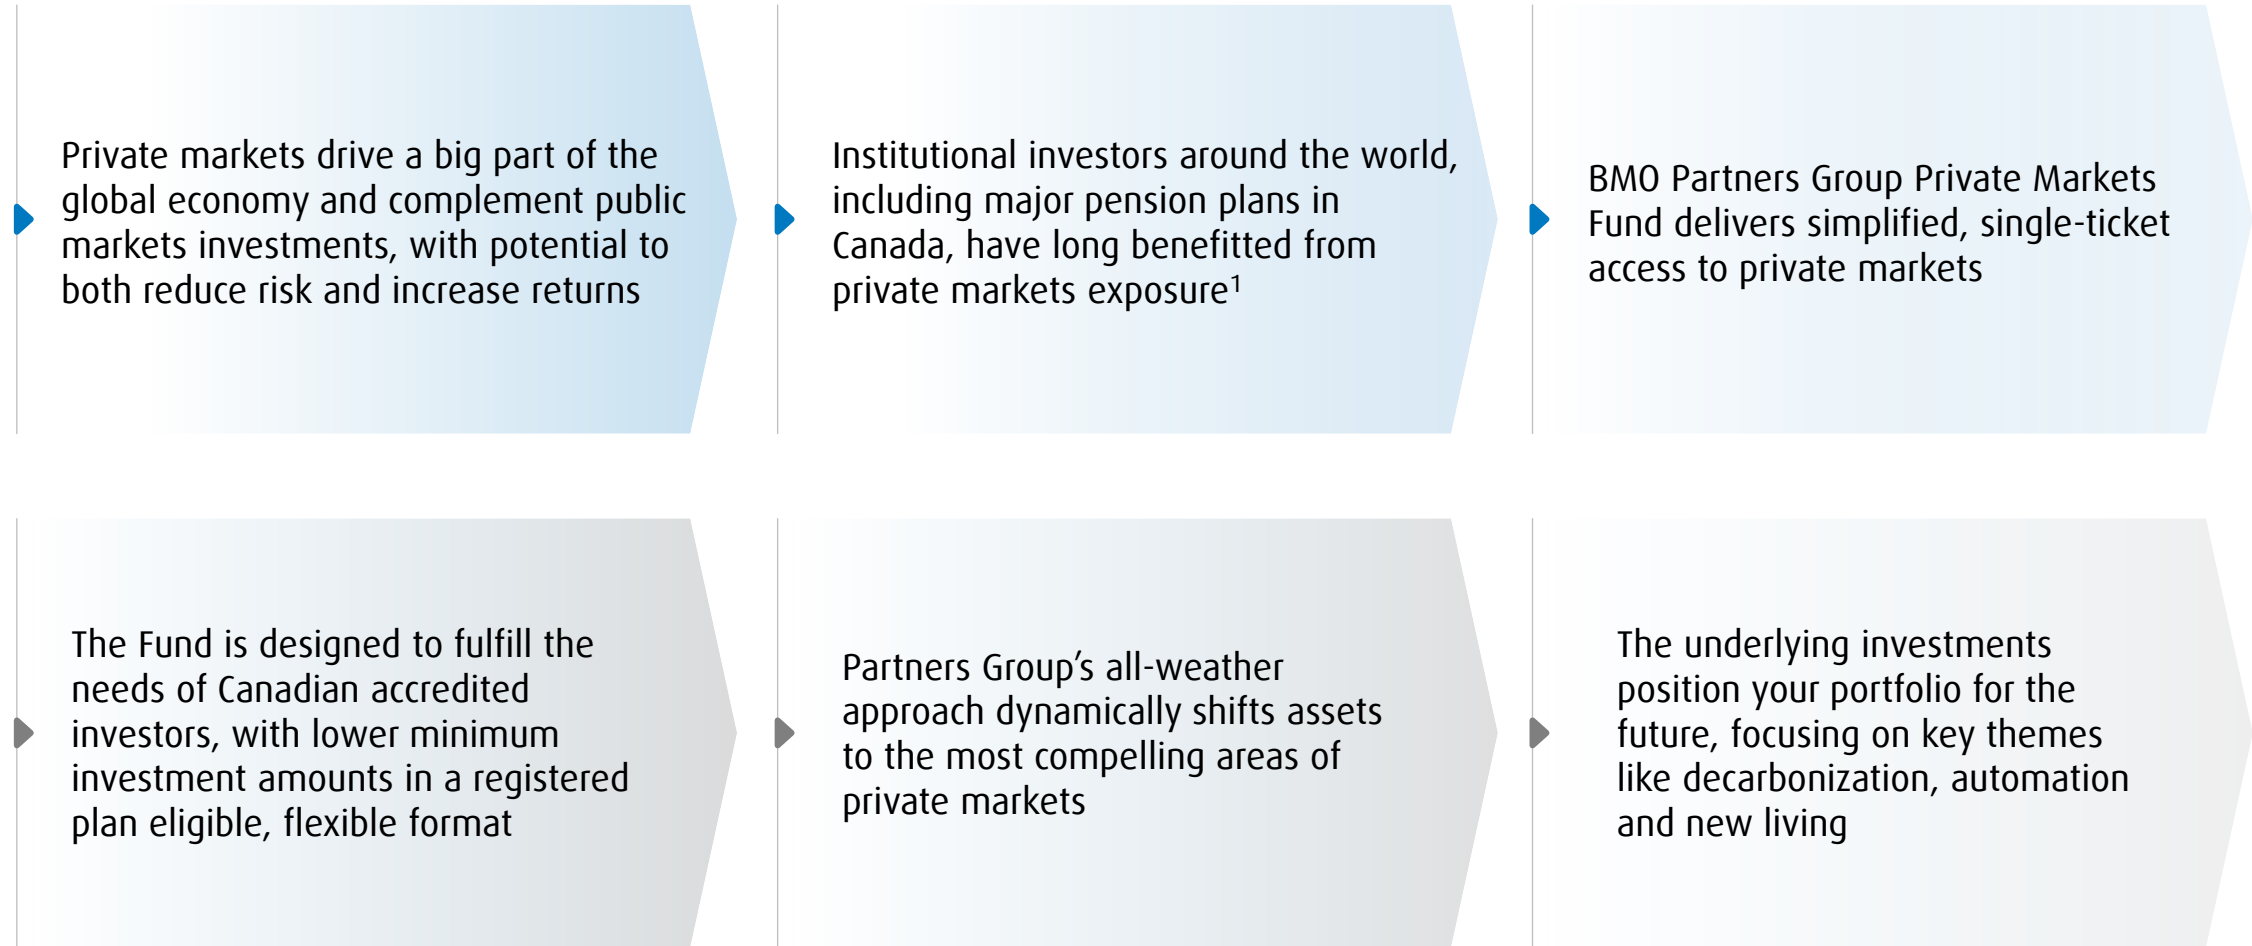 Private markets drive a big part of the
global economy and complement public
markets investments, with potential to
both reduce risk and increase returns
Institutional investors around the world,
including major pension plans in
Canada, have long benefitted from
private markets exposure¹
BMO Partners Group Private Markets
Fund delivers simplified, single-ticket
access to private markets
The Fund is designed to fulfill the
needs of Canadian accredited
investors, with lower minimum
investment amounts in a registered
plan eligible, flexible format
Partners Group’s all-weather
approach dynamically shifts assets
to the most compelling areas of
private markets
The underlying investments
position your portfolio for the
future, focusing on key themes
like decarbonization, automation
and new living